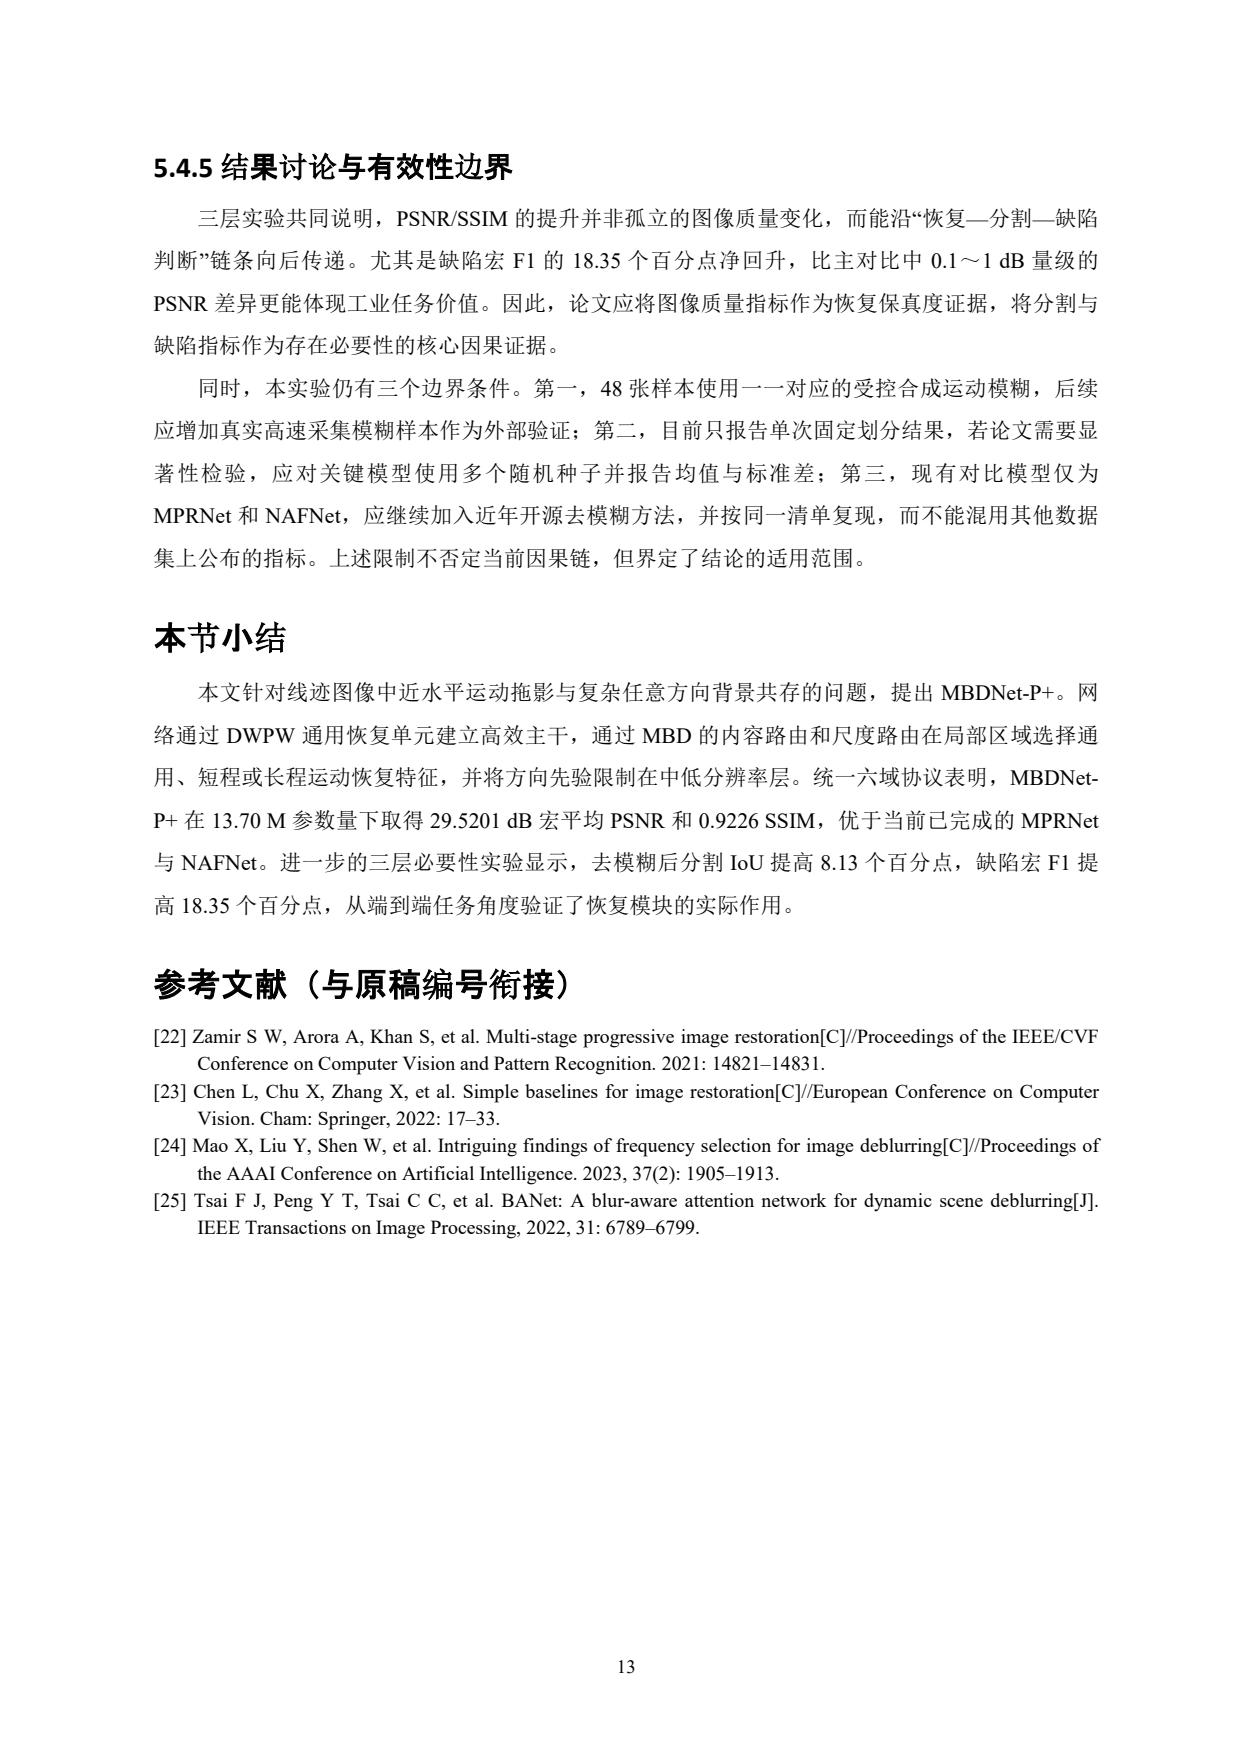 5.4.5 结果讨论与有效性边界
三层实验共同说明，PSNR/SSIM 的提升并非孤立的图像质量变化，而能沿“恢复—分割—缺陷
判断”链条向后传递。尤其是缺陷宏 F1 的 18.35 个百分点净回升，比主对比中 0.1～1 dB 量级的
PSNR 差异更能体现工业任务价值。因此，论文应将图像质量指标作为恢复保真度证据，将分割与
缺陷指标作为存在必要性的核心因果证据。
同时，本实验仍有三个边界条件。第一，48 张样本使用一一对应的受控合成运动模糊，后续
应增加真实高速采集模糊样本作为外部验证；第二，目前只报告单次固定划分结果，若论文需要显
著性检验，应对关键模型使用多个随机种子并报告均值与标准差；第三，现有对比模型仅为
MPRNet 和 NAFNet，应继续加入近年开源去模糊方法，并按同一清单复现，而不能混用其他数据
集上公布的指标。上述限制不否定当前因果链，但界定了结论的适用范围。
本节小结
本文针对线迹图像中近水平运动拖影与复杂任意方向背景共存的问题，提出 MBDNet-P+。网
络通过 DWPW 通用恢复单元建立高效主干，通过 MBD 的内容路由和尺度路由在局部区域选择通
用、短程或长程运动恢复特征，并将方向先验限制在中低分辨率层。统一六域协议表明，MBDNet-
P+ 在 13.70 M 参数量下取得 29.5201 dB 宏平均 PSNR 和 0.9226 SSIM，优于当前已完成的 MPRNet
与 NAFNet。进一步的三层必要性实验显示，去模糊后分割 IoU 提高 8.13 个百分点，缺陷宏 F1 提
高 18.35 个百分点，从端到端任务角度验证了恢复模块的实际作用。
参考文献（与原稿编号衔接）
[22] Zamir S W, Arora A, Khan S, et al. Multi-stage progressive image restoration[C]//Proceedings of the IEEE/CVF
Conference on Computer Vision and Pattern Recognition. 2021: 14821–14831.
[23] Chen L, Chu X, Zhang X, et al. Simple baselines for image restoration[C]//European Conference on Computer
Vision. Cham: Springer, 2022: 17–33.
[24] Mao X, Liu Y, Shen W, et al. Intriguing findings of frequency selection for image deblurring[C]//Proceedings of
the AAAI Conference on Artificial Intelligence. 2023, 37(2): 1905–1913.
[25] Tsai F J, Peng Y T, Tsai C C, et al. BANet: A blur-aware attention network for dynamic scene deblurring[J].
IEEE Transactions on Image Processing, 2022, 31: 6789–6799.
13